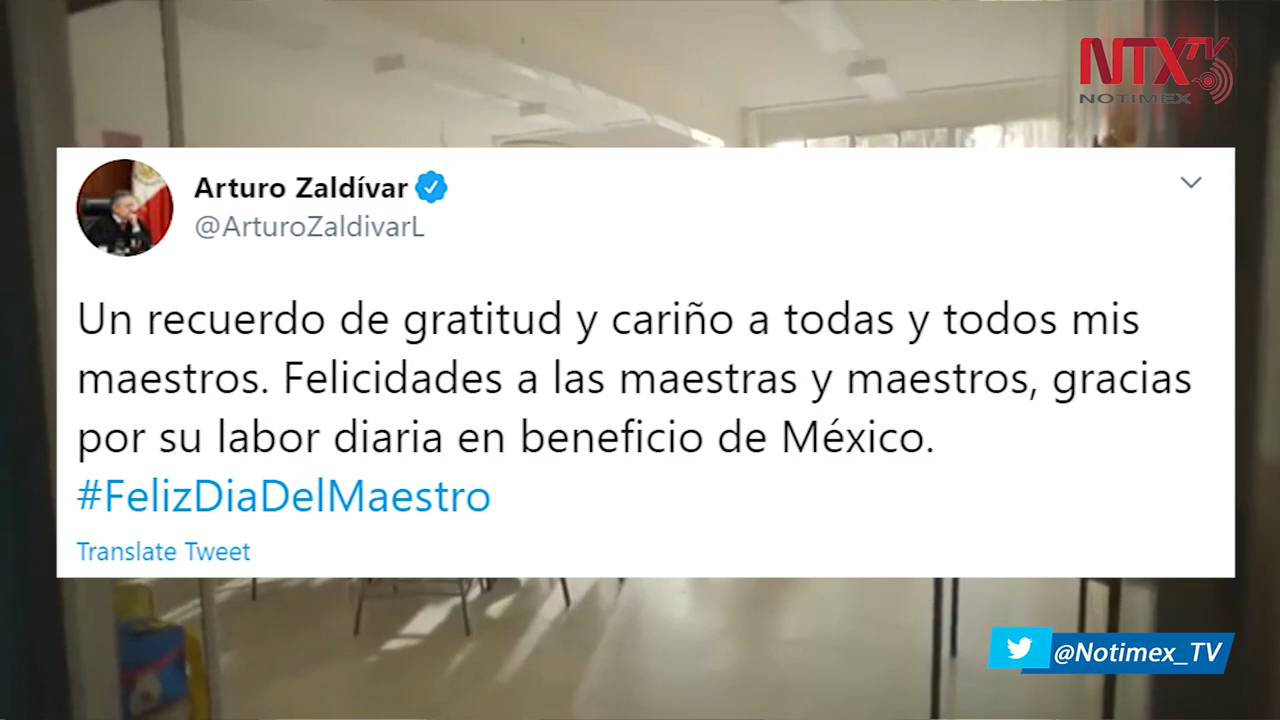 NTX TV
NOTIMEX
Arturo Zaldívar
@ArturoZaldivarL
Un recuerdo de gratitud y cariño a todas y todos mis
maestros. Felicidades a las maestras y maestros, gracias
por su labor diaria en beneficio de México.
#FelizDiaDelMaestro
Translate Tweet
@Notimex_TV